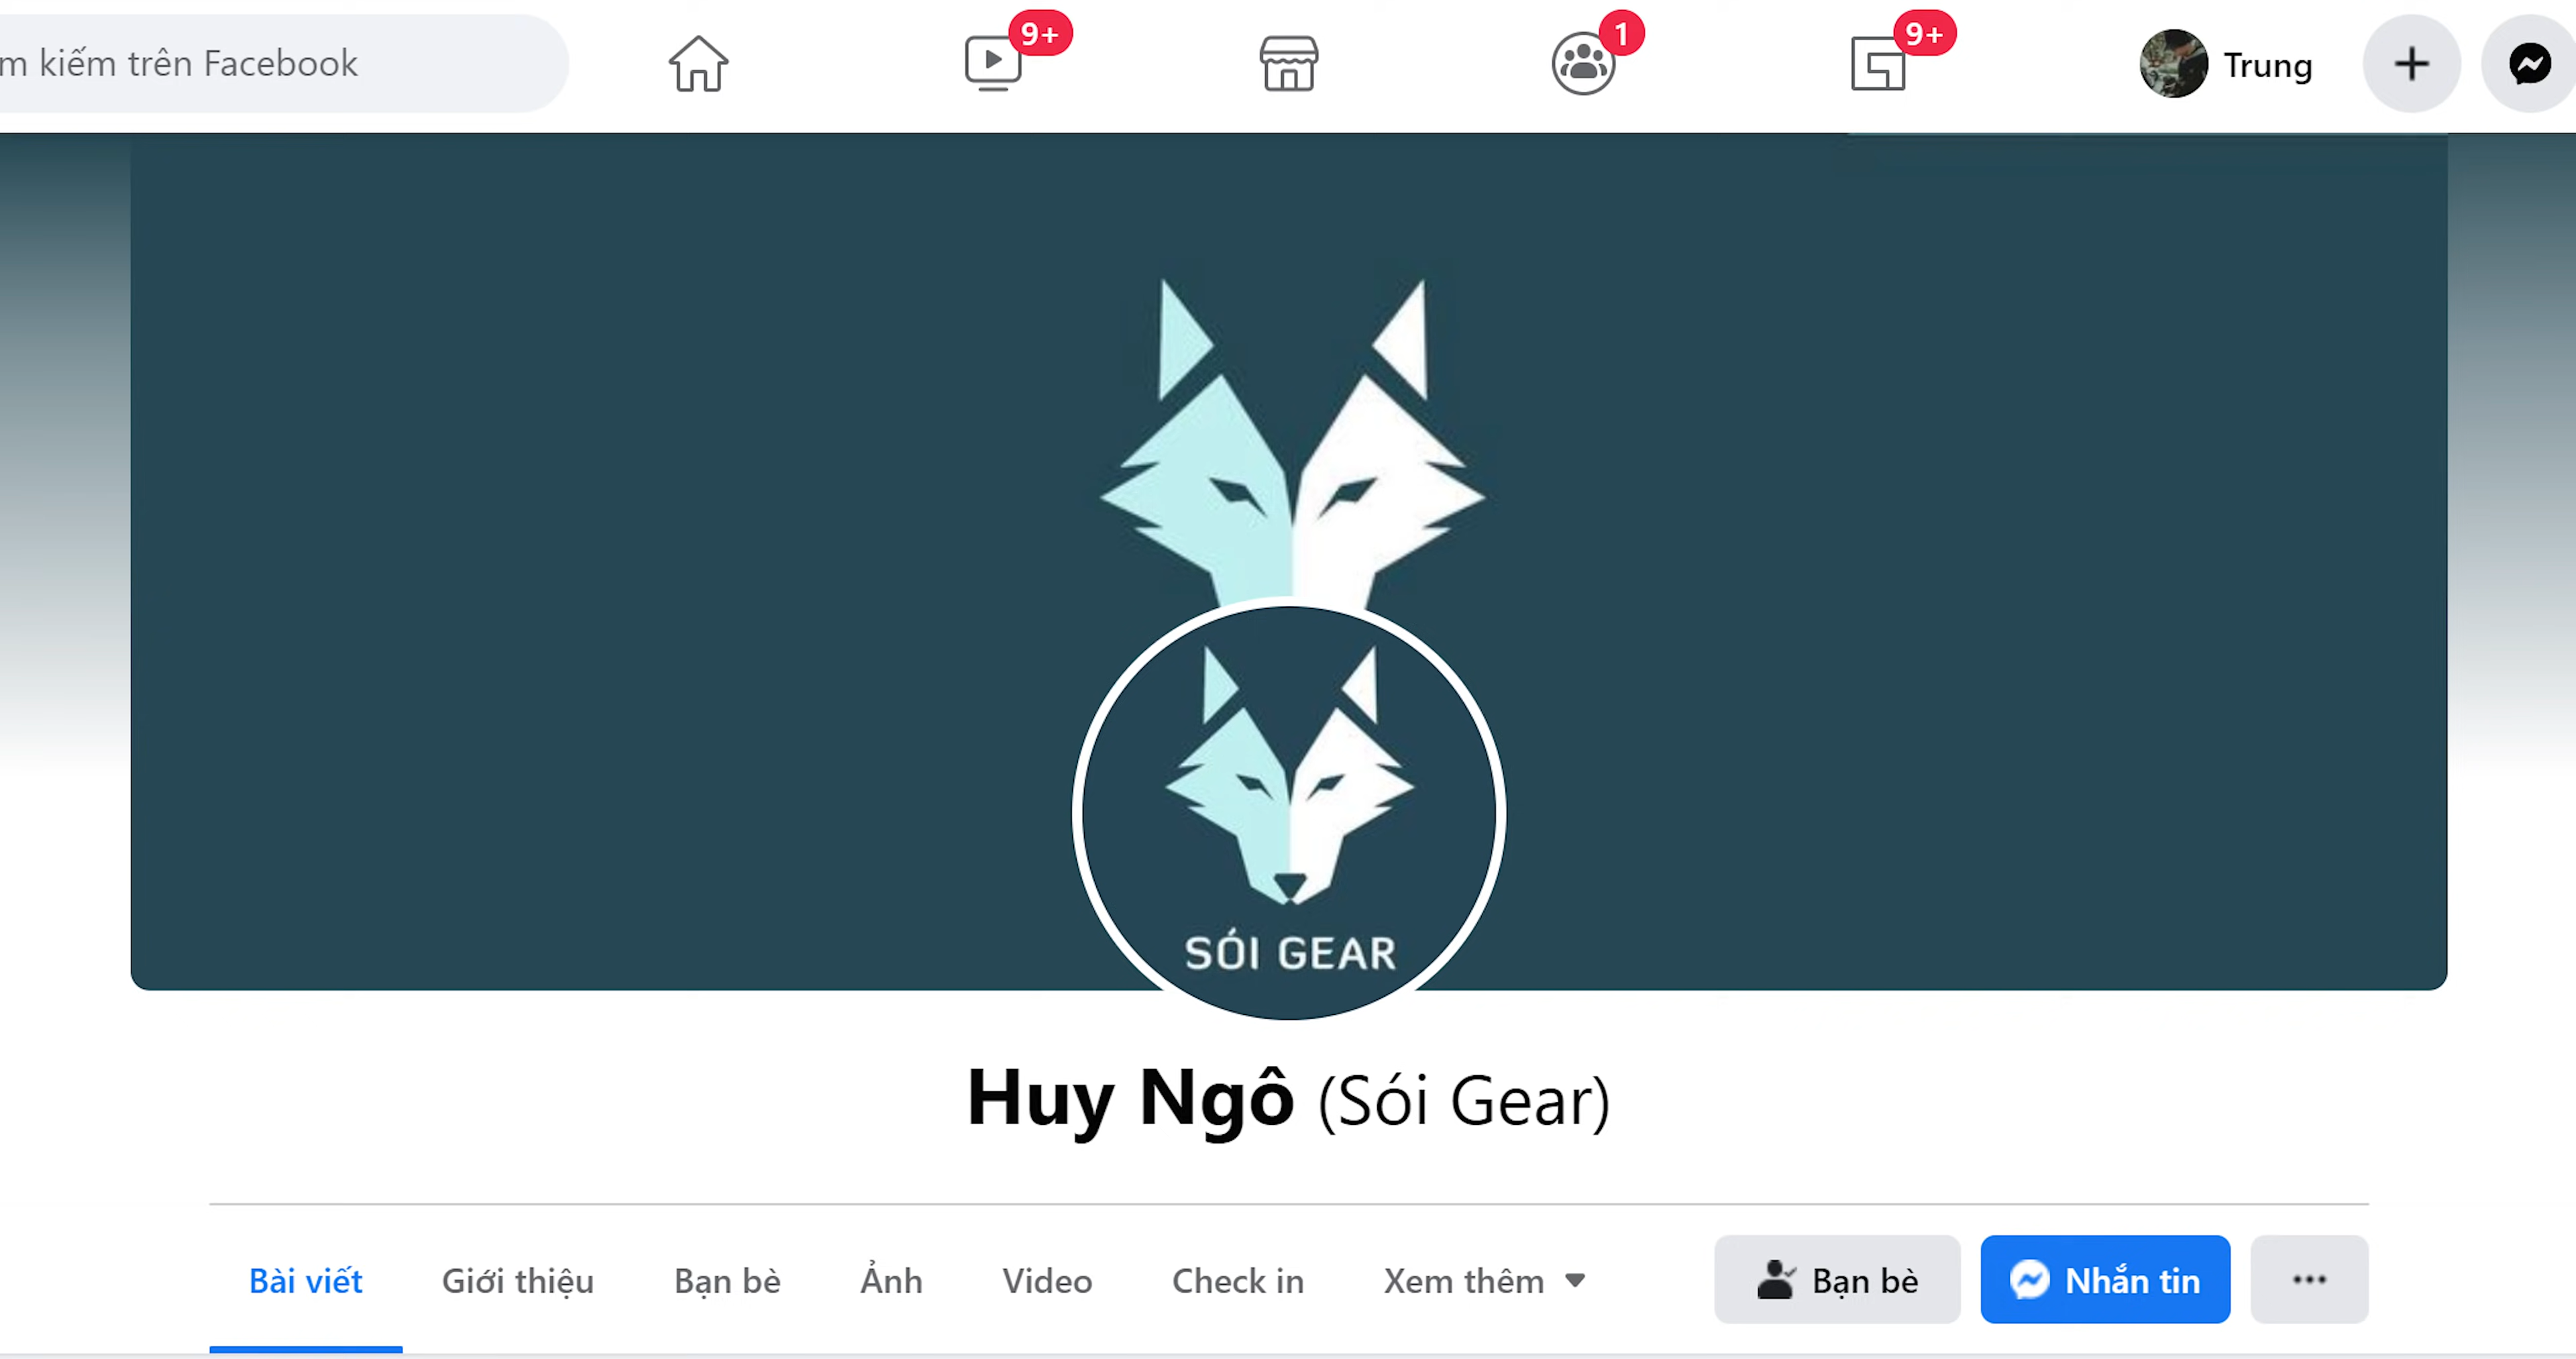 m kiếm trên Facebook
9+
1
9+
Trung
SÓI GEAR
Huy Ngô (Sói Gear)
Bài viết Giới thiệu Bạn bè Ảnh Video Check in Xem thêm Bạn bè Nhắn tin